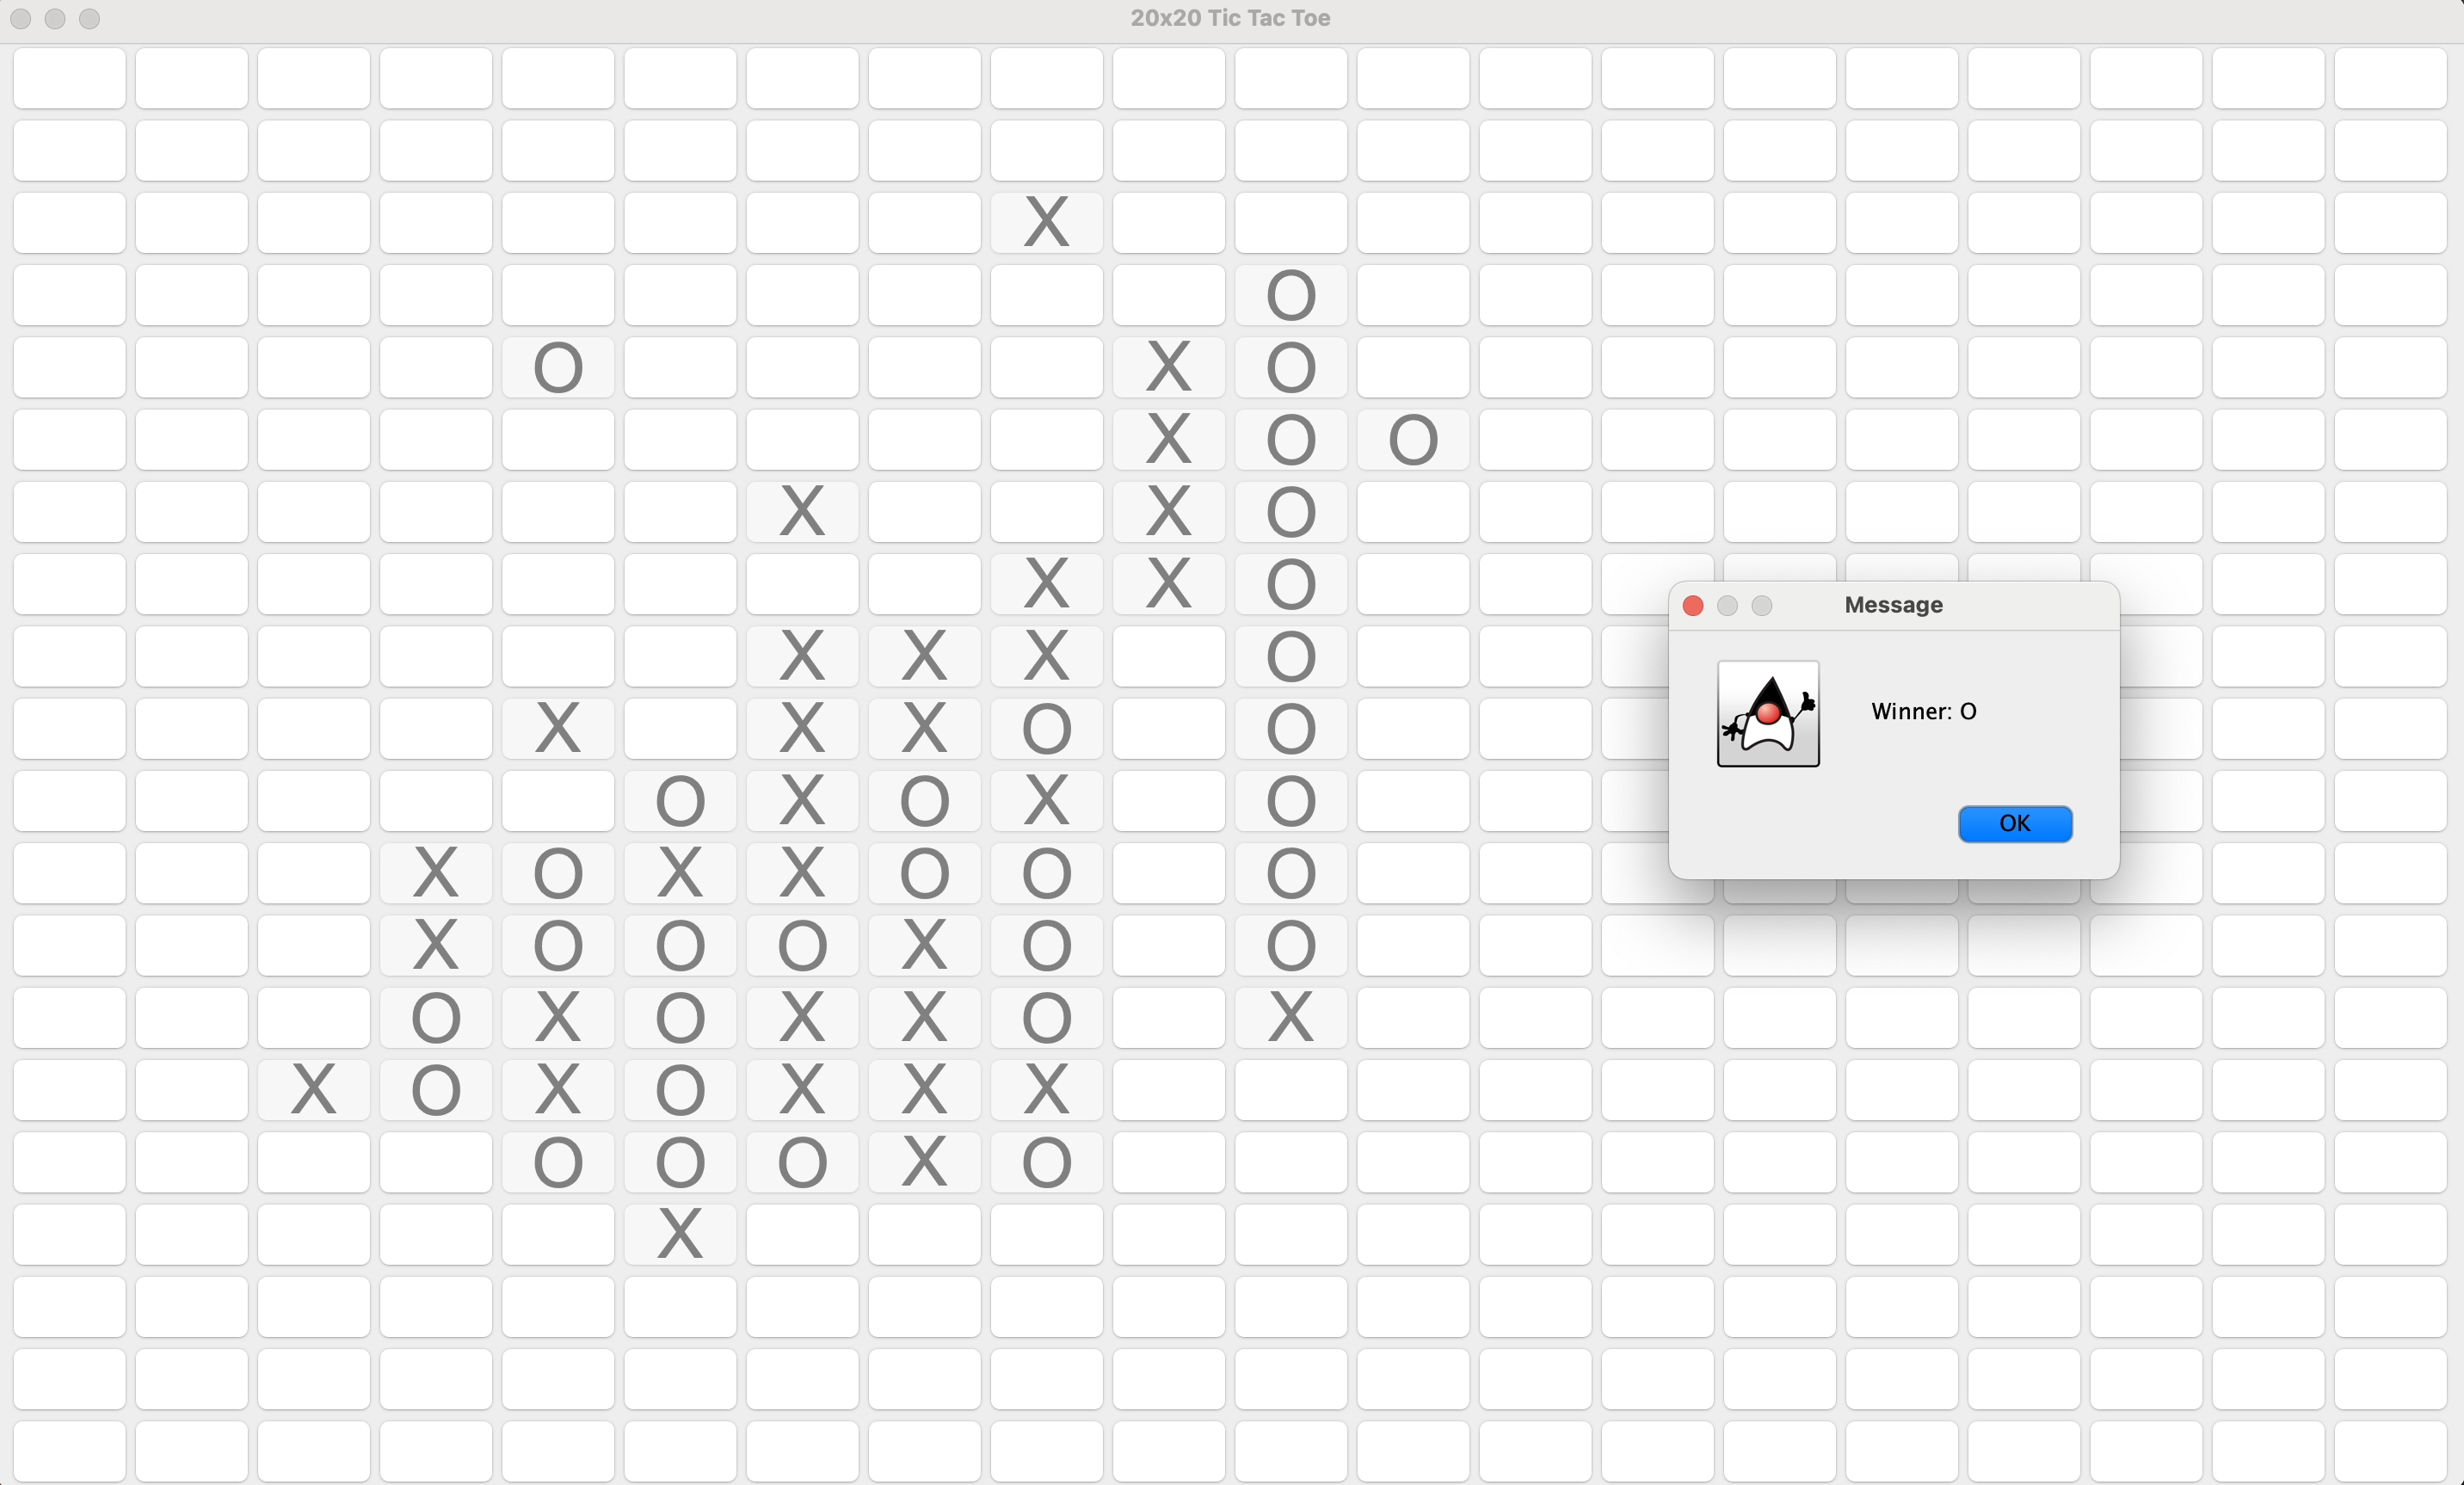 20x20 Tic Tac Toe
X
O
O X O
X O O
X X O
X X O
X X X O
X X X O O
O X O X O
X O X X O O O
X O O O X O O
O X O X X O X
X O X O X X X
O O O X O
X
Message
Winner: O
OK